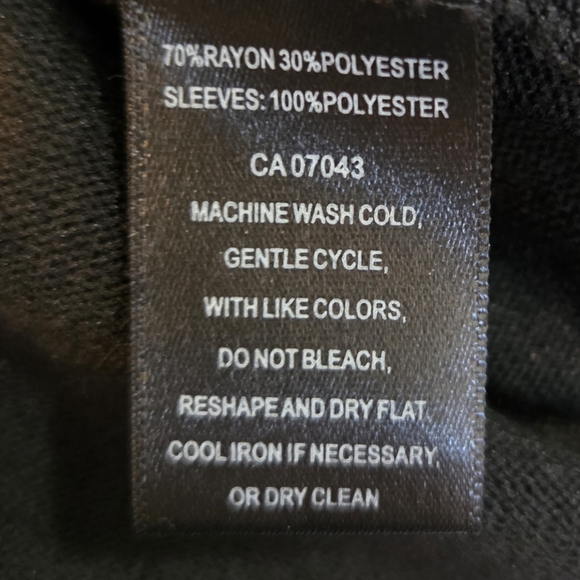 70%RAYON 30%POLYESTER
SLEEVES: 100%POLYESTER
CA 07043
MACHINE WASH COLD,
GENTLE CYCLE,
WITH LIKE COLORS,
DO NOT BLEACH,
RESHAPE AND DRY FLAT
COOL IRON IF NECESSARY,
OR DRY CLEAN